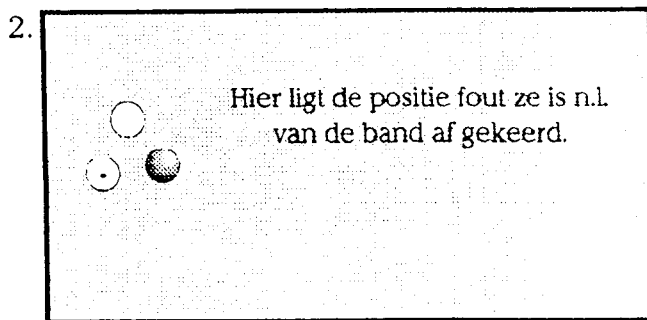 2.
Hier ligt de positie fout ze is n.l.
van de band af gekeerd.